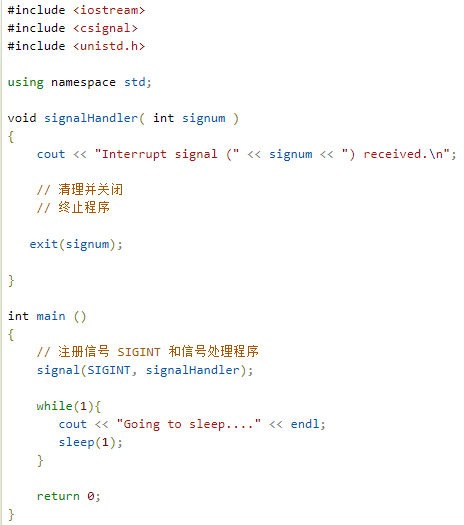 #include <iostream>
#include <csignal>
#include <unistd.h>

using namespace std;

void signalHandler( int signum )
{
    cout << "Interrupt signal (" << signum << ") received.\n";

    // 清理并关闭
    // 终止程序

   exit(signum);

}

int main ()
{
    // 注册信号 SIGINT 和信号处理程序
    signal(SIGINT, signalHandler);

    while(1){
       cout << "Going to sleep...." << endl;
       sleep(1);
    }

    return 0;
}